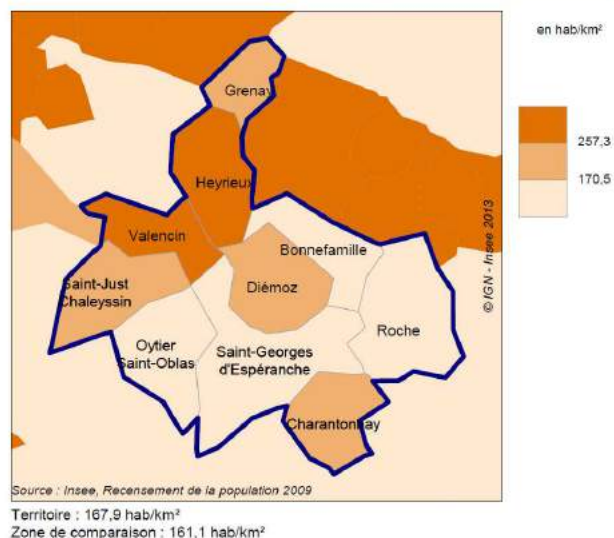 en hab/km²
257,3
170,5
Grenay
Heyrieux
Valencin
Bonnefamille
Saint-Just
Chaleyssin
Diémoz
Roche
Oytier
Saint-Oblas
Saint-Georges
d'Espéranche
Charantonnay
© IGN - Insee 2013
Source : Insee, Recensement de la population 2009
Territoire : 167,9 hab/km²
Zone de comparaison : 161,1 hab/km²